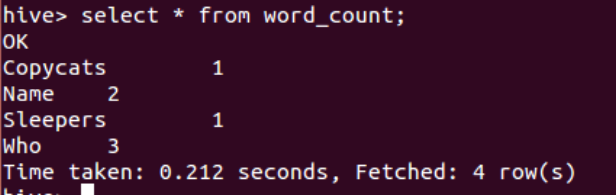 hive> select * from word_count;
OK
Copycats 1
Name 2
Sleepers 1
Who 3
Time taken: 0.212 seconds, Fetched: 4 row(s)
hive>